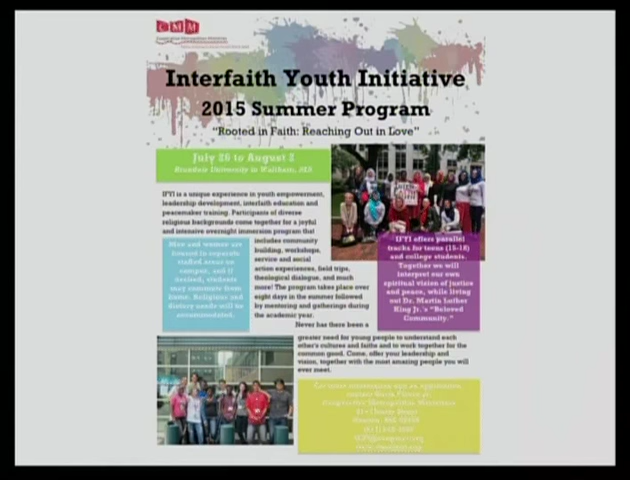 CMM
Interfaith Youth Initiative
2015 Summer Program
"Rooted in Faith: Reaching Out in Love"
July 26 to August 2
Brandeis University in Waltham, MA
IFYI is a unique experience in youth empowerment,
leadership development, interfaith education and
peacemaker training. Participants of diverse
religious backgrounds come together for a joyful
and intensive overnight immersion program that
includes community
building, workshops,
service and social
action experiences, field trips,
theological dialogue, and much
more! The program takes place over
eight days in the summer followed
by mentoring and gatherings during
the academic year.
Men and women are
housed in separate
staffed areas on
campus, and if
desired, students
may commute from
home. Religious and
dietary needs will be
accommodated.
IFYI offers parallel
tracks for teens (15-18)
and college students.
Together we will
interpret our own
spiritual vision of justice
and peace, while living
out Dr. Martin Luther
King Jr.'s "Beloved
Community."
Never has there been a
greater need for young people to understand each
other's cultures and faiths and to work together for the
common good. Come, offer your leadership and
vision, together with the most amazing people you will
ever meet.